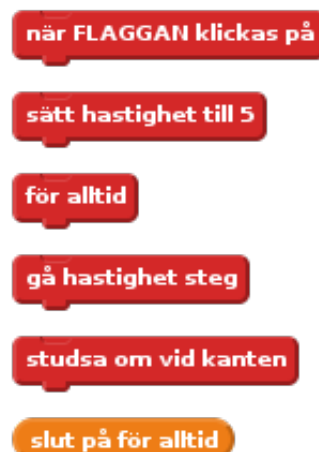 när FLAGGAN klickas på
sätt hastighet till 5
för alltid
gå hastighet steg
studsa om vid kanten
slut på för alltid